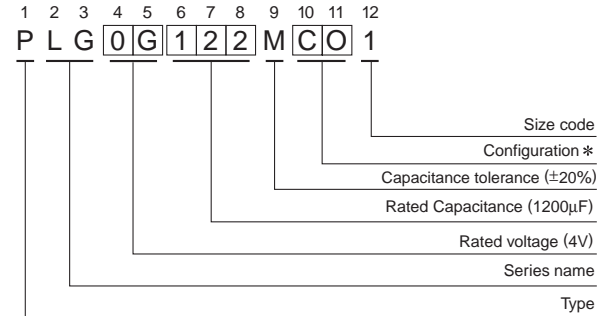 1 2 3 4 5 6 7 8 9 10 11 12
P L G 0 G 1 2 2 M C O 1
Size code
Configuration *
Capacitance tolerance (±20%)
Rated Capacitance (1200µF)
Rated voltage (4V)
Series name
Type